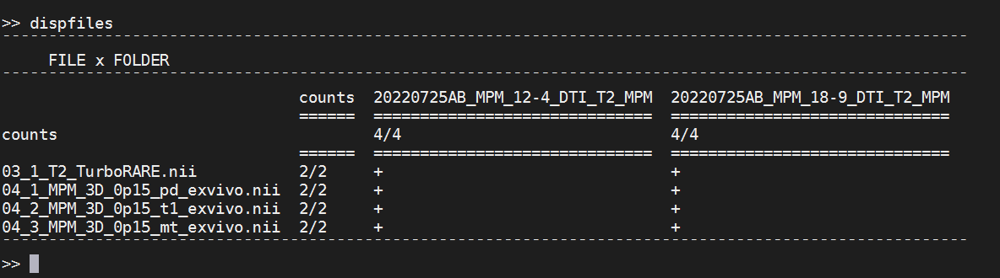 >> dispfiles
--------------------------------------------------------------------------------------------------------
     FILE x FOLDER
--------------------------------------------------------------------------------------------------------
                                counts  20220725AB_MPM_12-4_DTI_T2_MPM  20220725AB_MPM_18-9_DTI_T2_MPM
                                ======  ==============================  ==============================
counts                                  4/4                             4/4
                                ======  ==============================  ==============================
03_1_T2_TurboRARE.nii           2/2     +                               +
04_1_MPM_3D_0p15_pd_exvivo.nii  2/2     +                               +
04_2_MPM_3D_0p15_t1_exvivo.nii  2/2     +                               +
04_3_MPM_3D_0p15_mt_exvivo.nii  2/2     +                               +
--------------------------------------------------------------------------------------------------------
>>